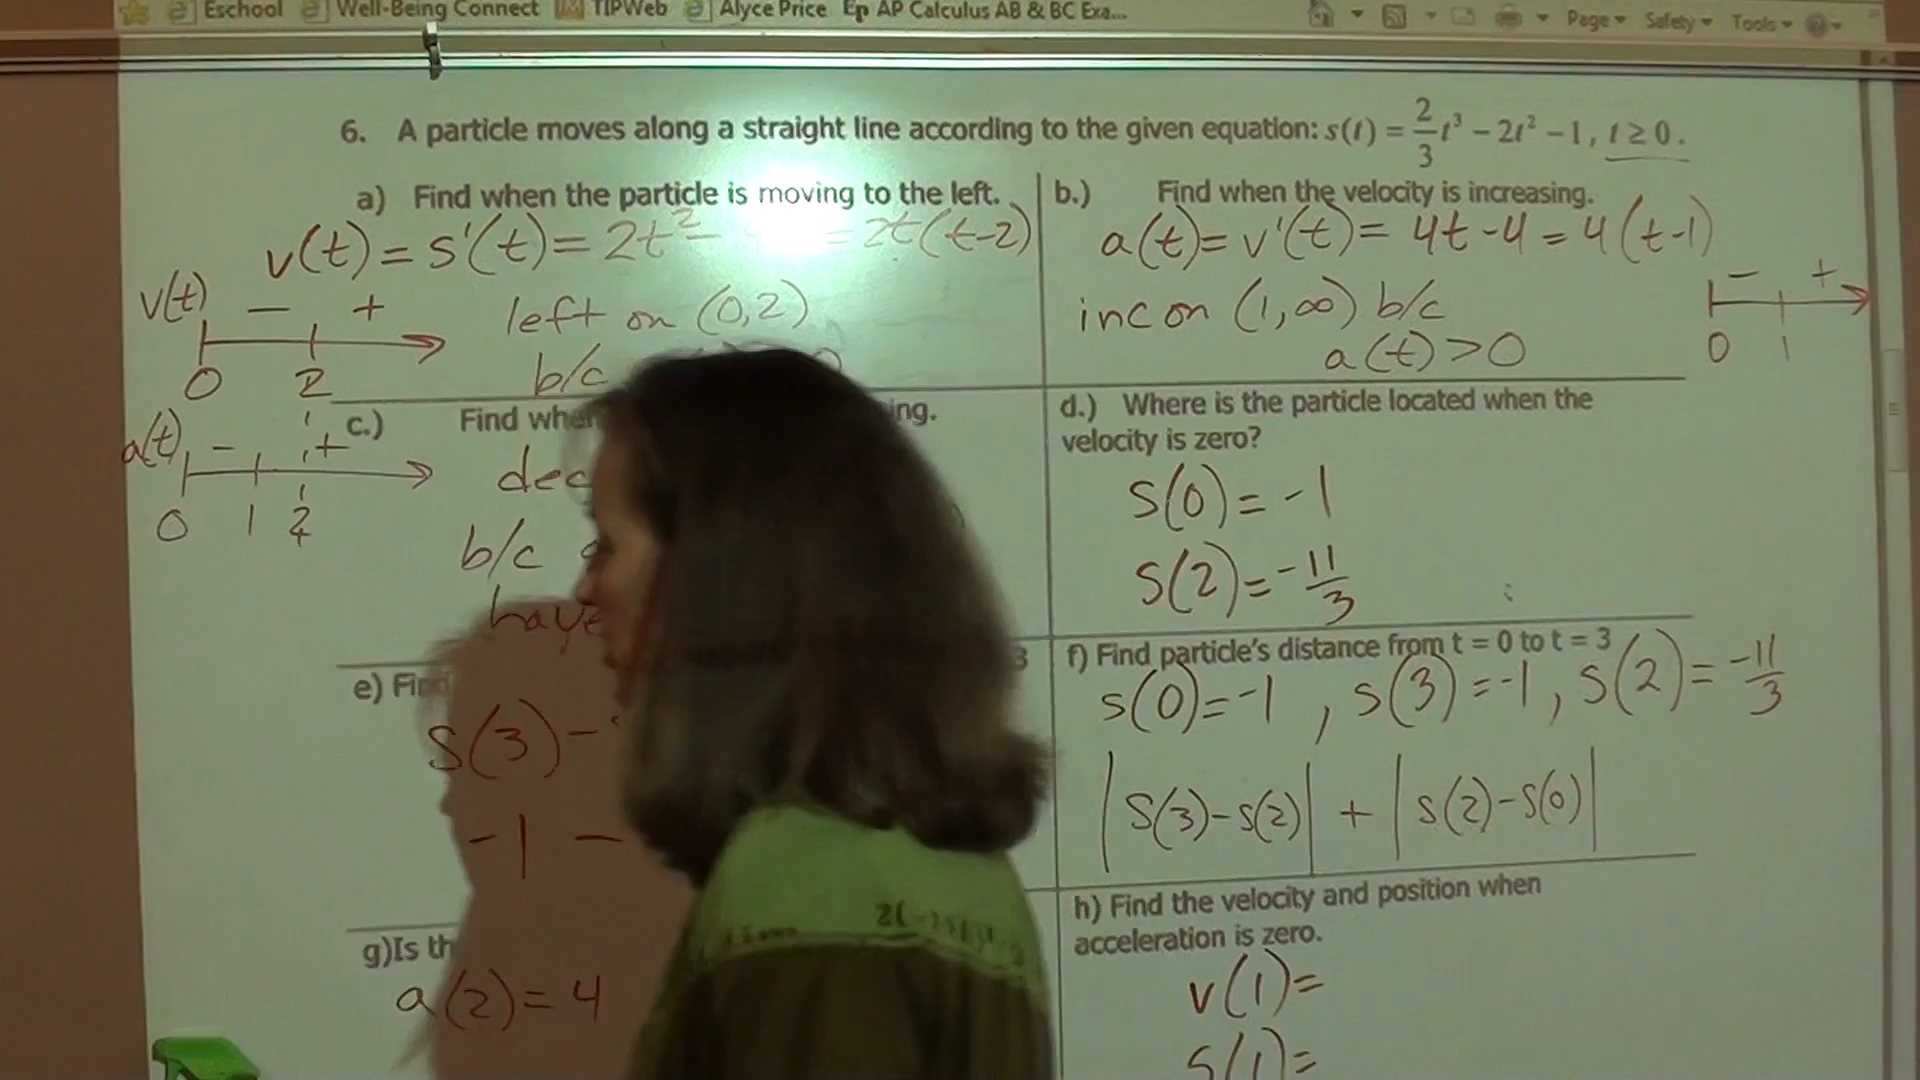 Eschool Well-Being Connect TIPWeb Alyce Price Ep AP Calculus AB & BC Exa... Page Safety Tools
6. A particle moves along a straight line according to the given equation: s(t) = 2/3 t³ - 2t² - 1, t ≥ 0.
a) Find when the particle is moving to the left.
v(t) = s'(t) = 2t² - = 2t(t-2)
v(t) - +
0 2
left on (0,2)
b/c
b.) Find when the velocity is increasing.
a(t) = v'(t) = 4t - 4 = 4(t-1)
inc on (1,∞) b/c
a(t) > 0
- +
0 1
c.) Find when ing.
a(t) - +
0 1 2
dec
b/c
have
d.) Where is the particle located when the
velocity is zero?
s(0) = -1
s(2) = -11/3
e) Find 3
s(3) -
-1 -
f) Find particle's distance from t = 0 to t = 3
s(0) = -1, s(3) = -1, s(2) = -11/3
|s(3) - s(2)| + |s(2) - s(0)|
g) Is th
a(2) = 4
h) Find the velocity and position when
acceleration is zero.
v(1) =
s(1) =